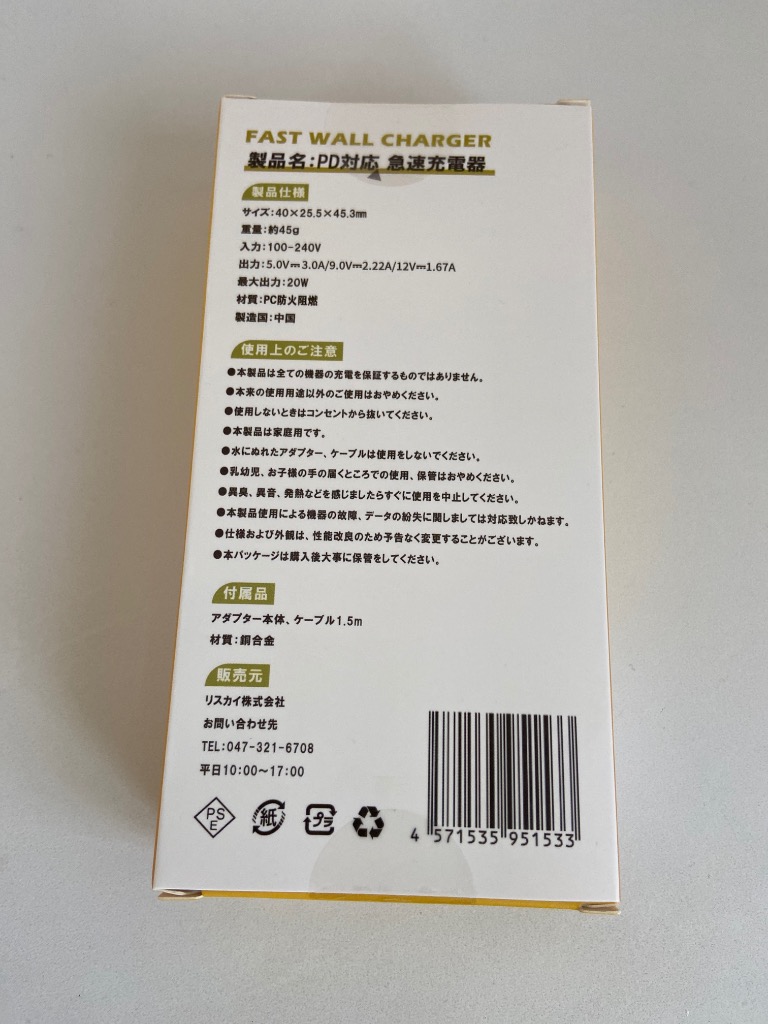 FAST WALL CHARGER
製品名:PD対応 急速充電器
製品仕様
サイズ:40×25.5×45.3㎜
重量:約45g
入力:100-240V
出力:5.0V⎓3.0A/9.0V⎓2.22A/12V⎓1.67A
最大出力:20W
材質:PC防火阻燃
製造国:中国
使用上のご注意
●本製品は全ての機器の充電を保証するものではありません。
●本来の使用用途以外のご使用はおやめください。
●使用しないときはコンセントから抜いてください。
●本製品は家庭用です。
●水にぬれたアダプター、ケーブルは使用をしないでください。
●乳幼児、お子様の手の届くところでの使用、保管はおやめください。
●異臭、異音、発熱などを感じましたらすぐに使用を中止してください。
●本製品使用による機器の故障、データの紛失に関しましては対応致しかねます。
●仕様および外観は、性能改良のため予告なく変更することがございます。
●本パッケージは購入後大事に保管をしてください。
付属品
アダプター本体、ケーブル1.5m
材質:銅合金
販売元
リスカイ株式会社
お問い合わせ先
TEL:047-321-6708
平日10:00～17:00
PS
E
紙
プラ
4 571535 951533